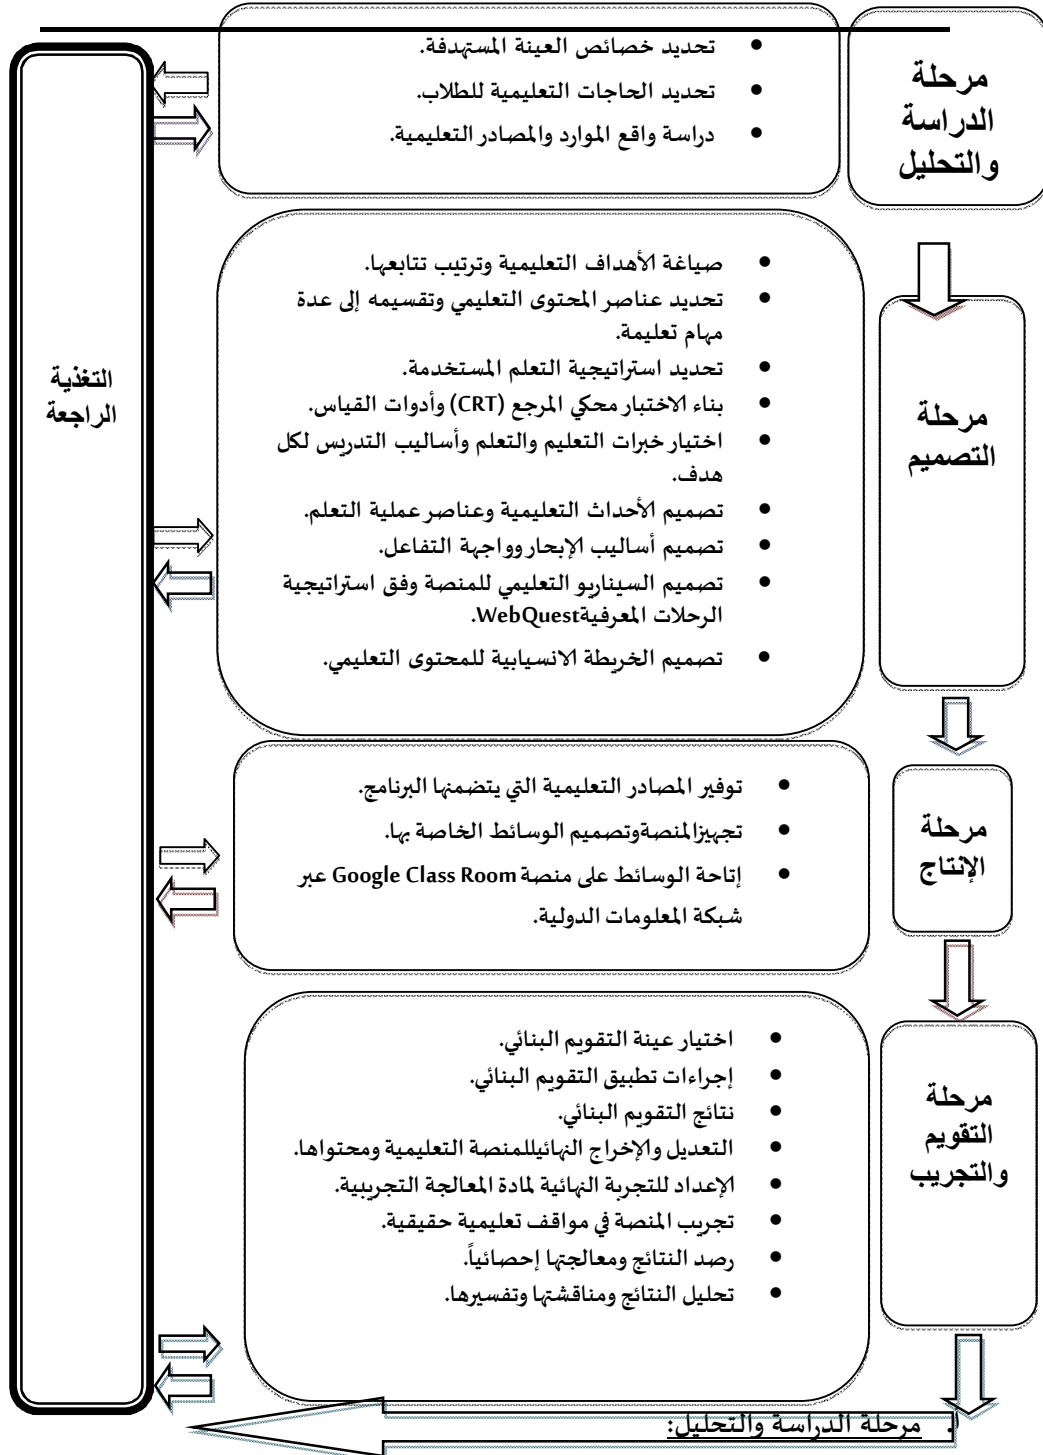 مرحلة
الدراسة
والتحليل
• تحديد خصائص العينة المستهدفة.
• تحديد الحاجات التعليمية للطلاب.
• دراسة واقع الموارد والمصادر التعليمية.
مرحلة
التصميم
• صياغة الأهداف التعليمية وترتيب تتابعها.
• تحديد عناصر المحتوى التعليمي وتقسيمه إلى عدة
مهام تعليمة.
• تحديد استراتيجية التعلم المستخدمة.
• بناء الاختبار محكي المرجع (CRT) وأدوات القياس.
• اختيار خبرات التعليم والتعلم وأساليب التدريس لكل
هدف.
• تصميم الأحداث التعليمية وعناصر عملية التعلم.
• تصميم أساليب الإبحار وواجهة التفاعل.
• تصميم السيناريو التعليمي للمنصة وفق استراتيجية
الرحلات المعرفيةWebQuest.
• تصميم الخريطة الانسيابية للمحتوى التعليمي.
مرحلة
الإنتاج
• توفير المصادر التعليمية التي يتضمنها البرنامج.
• تجهيزالمنصةوتصميم الوسائط الخاصة بها.
• إتاحة الوسائط على منصة Google Class Room عبر
شبكة المعلومات الدولية.
مرحلة
التقويم
والتجريب
• اختيار عينة التقويم البنائي.
• إجراءات تطبيق التقويم البنائي.
• نتائج التقويم البنائي.
• التعديل والإخراج النهائيللمنصة التعليمية ومحتواها.
• الإعداد للتجربة النهائية لمادة المعالجة التجريبية.
• تجريب المنصة في مواقف تعليمية حقيقية.
• رصد النتائج ومعالجتها إحصائياً.
• تحليل النتائج ومناقشتها وتفسيرها.
التغذية
الراجعة
مرحلة الدراسة والتحليل: